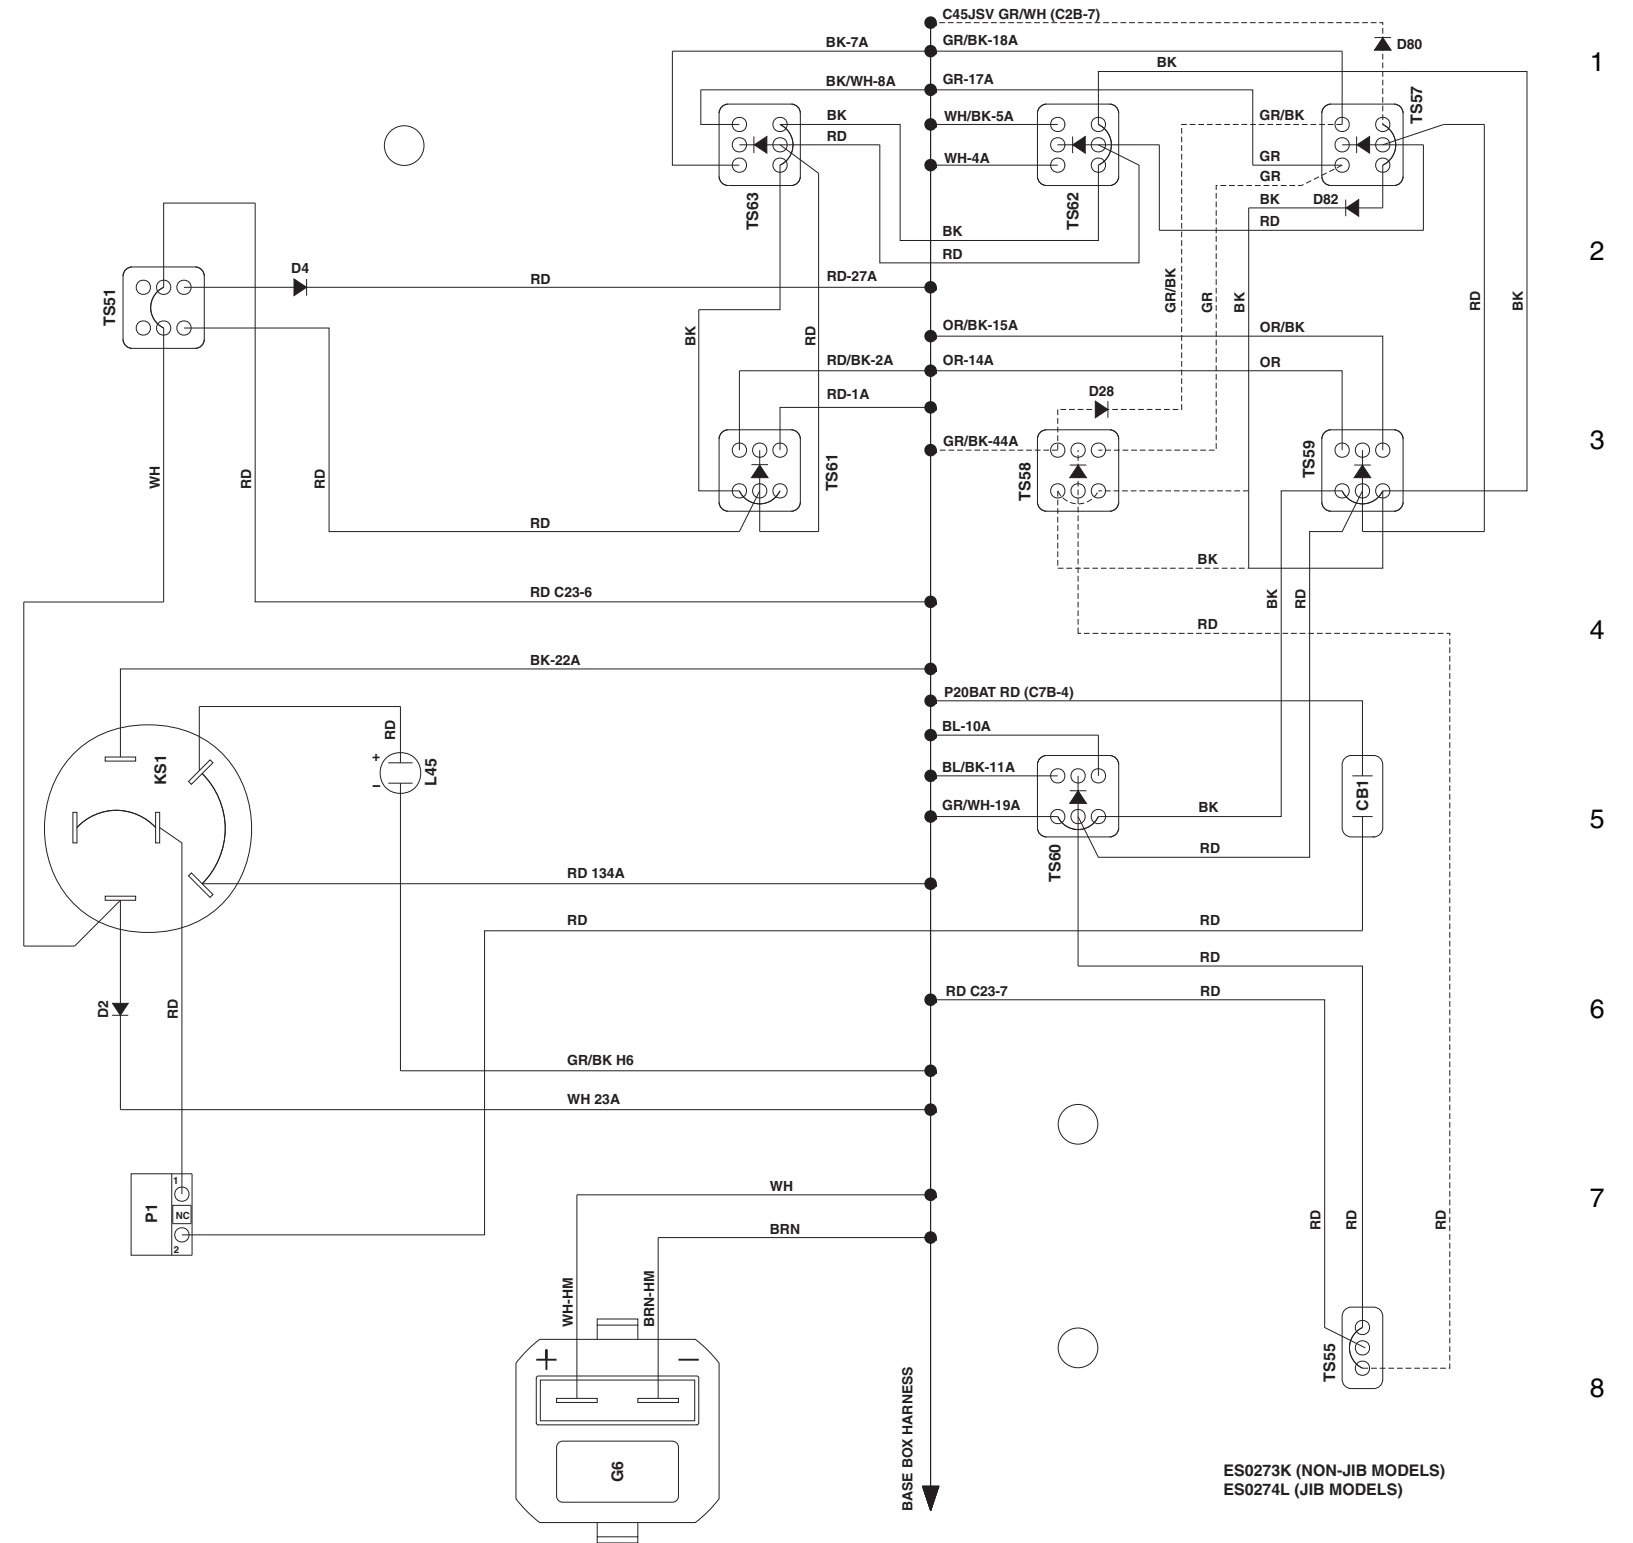 C45JSV GR/WH (C2B-7)
D80
BK-7A
GR/BK-18A
1
BK
BK/WH-8A
GR-17A
TS57
BK
WH/BK-5A
GR/BK
RD
WH-4A
GR
GR
TS63
TS62
BK
D82
RD
BK
RD
2
D4
RD
RD-27A
TS51
GR/BK
GR
BK
RD
BK
BK
RD
OR/BK-15A
OR/BK
RD/BK-2A
OR-14A
OR
RD-1A
D28
GR/BK-44A
3
TS61
TS58
TS59
WH
RD
RD
RD
BK
RD C23-6
BK
RD
RD
4
BK-22A
P20BAT RD (C7B-4)
RD
BL-10A
KS1
+
−
L45
BL/BK-11A
CB1
GR/WH-19A
BK
5
TS60
RD
RD 134A
RD
RD
RD
D2
RD
RD C23-7
RD
6
GR/BK H6
WH 23A
P1
1
NC
2
WH
7
BRN
RD
RD
RD
WH-HM
BRN-HM
+
−
TS55
8
BASE BOX HARNESS
G6
ES0273K (NON-JIB MODELS)
ES0274L (JIB MODELS)